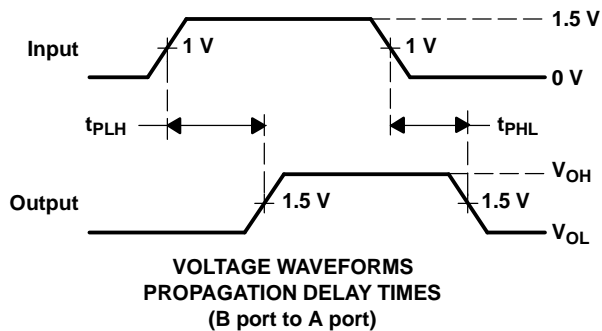 1.5 V
Input
1 V
1 V
0 V
tPLH
tPHL
VOH
Output
1.5 V
1.5 V
VOL
VOLTAGE WAVEFORMS
PROPAGATION DELAY TIMES
(B port to A port)